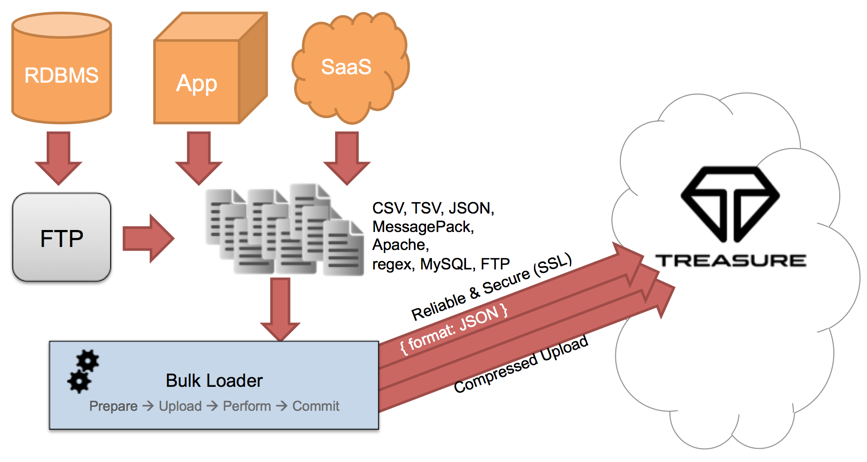 RDBMS
App
SaaS
FTP
CSV, TSV, JSON,
MessagePack,
Apache,
regex, MySQL, FTP
TREASURE
Reliable & Secure (SSL)
{ format: JSON }
Compressed Upload
Bulk Loader
Prepare → Upload → Perform → Commit